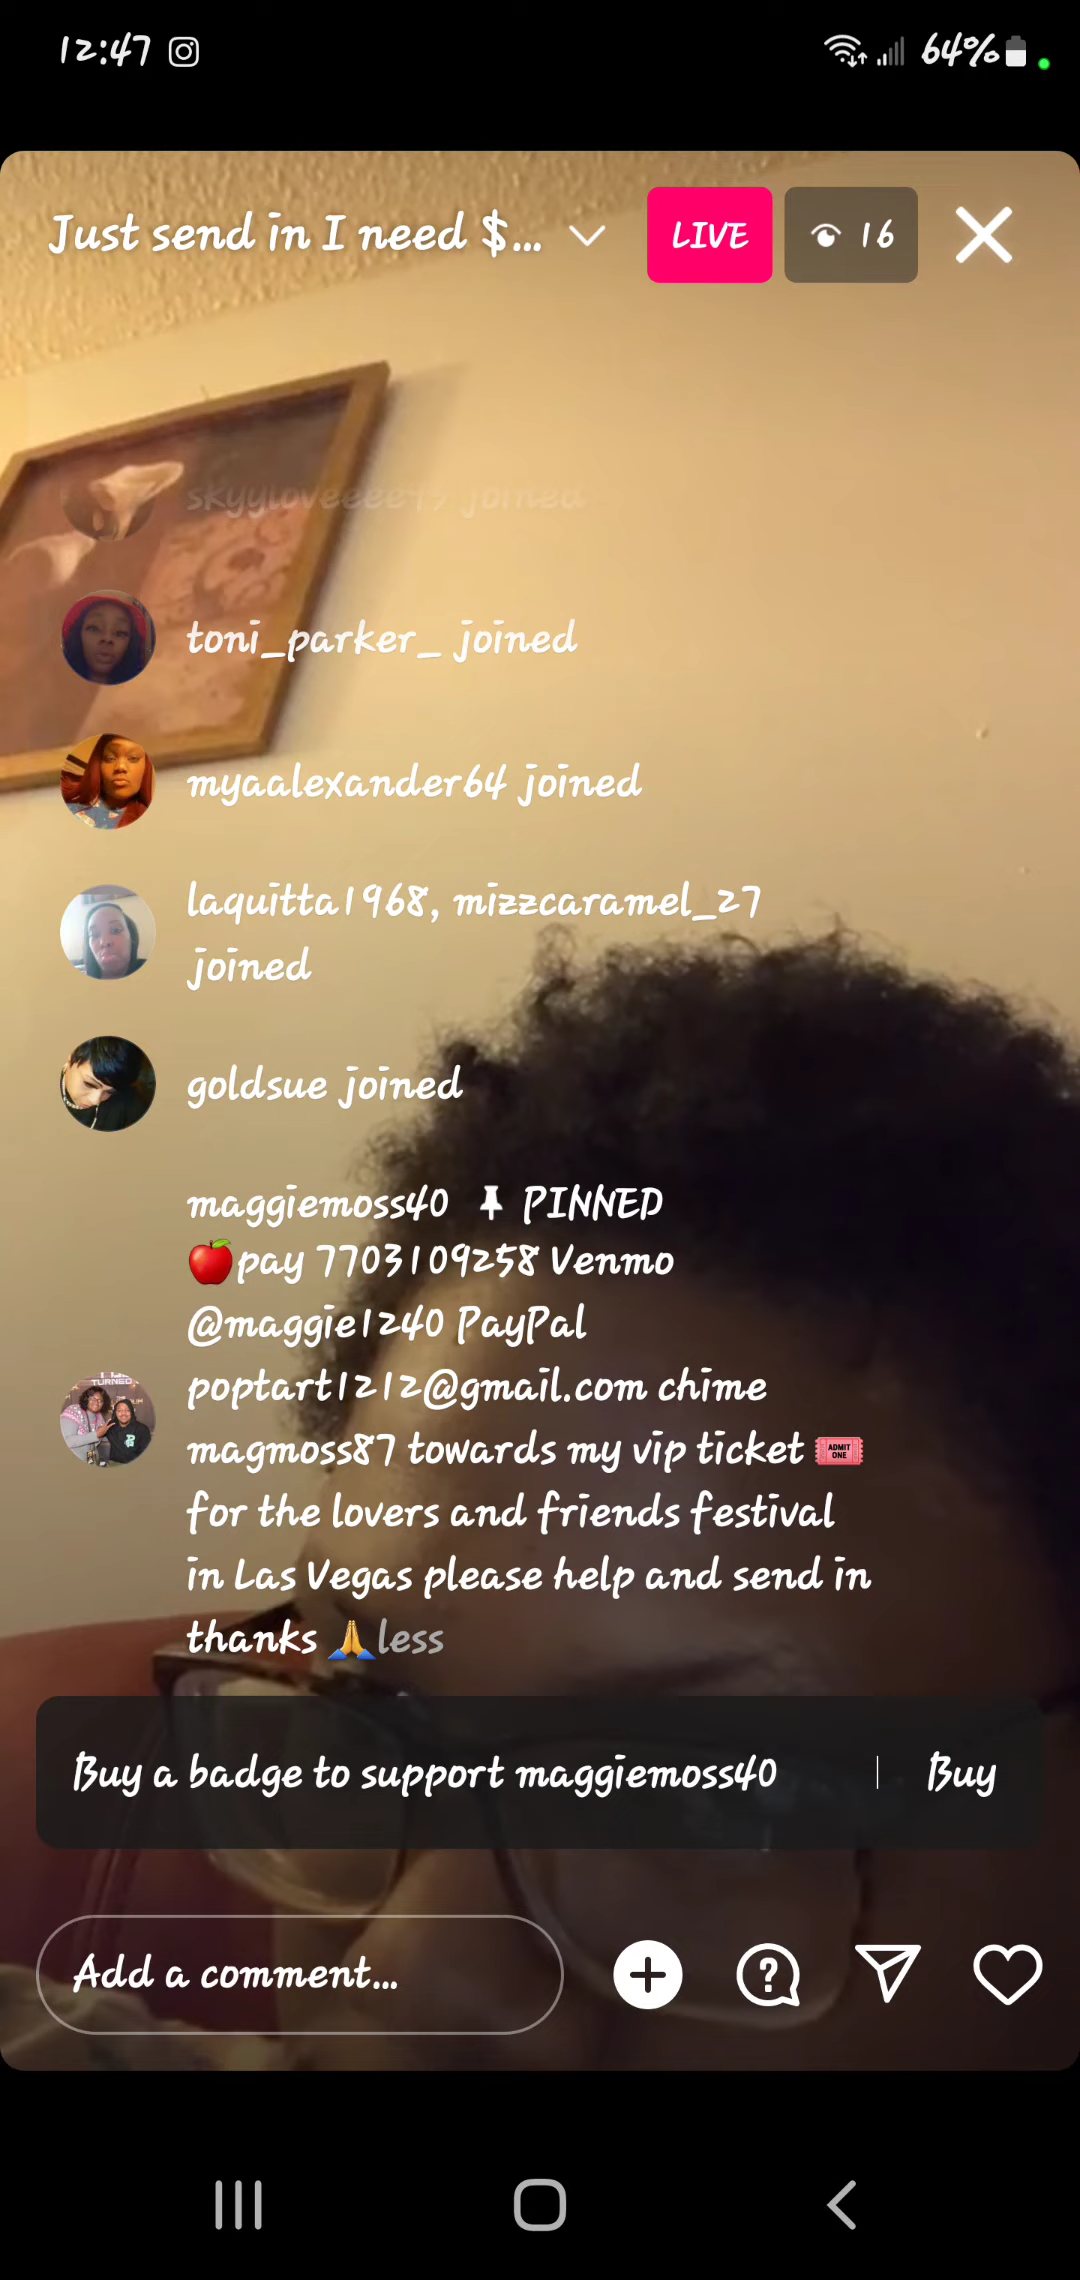 12:47
64%
Just send in I need $...
LIVE
16
joined
toni_parker_ joined
myaalexander64 joined
laquitta1968, mizzcaramel_27
joined
goldsue joined
maggiemoss40 📌 PINNED
🍎pay 7703109258 Venmo
@maggie1240 PayPal
poptart1212@gmail.com chime
magmoss87 towards my vip ticket 🎟️
for the lovers and friends festival
in Las Vegas please help and send in
thanks 🙏less
Buy a badge to support maggiemoss40 | Buy
Add a comment...